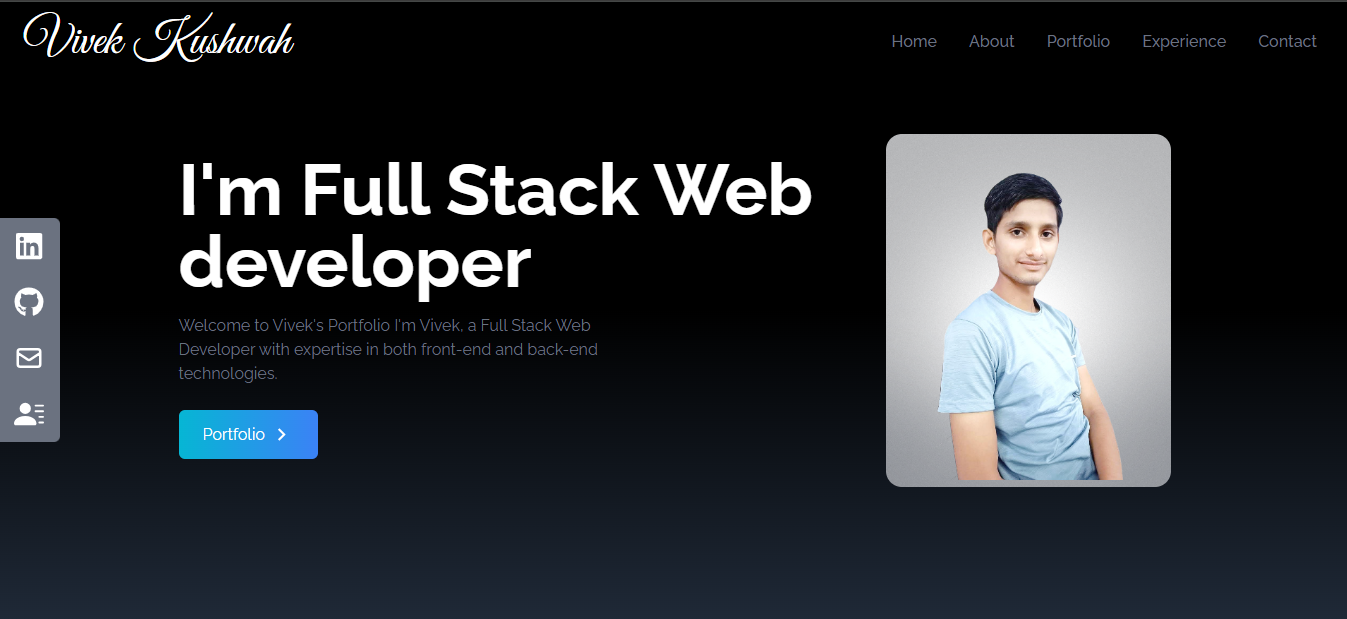 Vivek Kushwah
Home About Portfolio Experience Contact
I'm Full Stack Web
developer
Welcome to Vivek's Portfolio I'm Vivek, a Full Stack Web
Developer with expertise in both front-end and back-end
technologies.
Portfolio
in